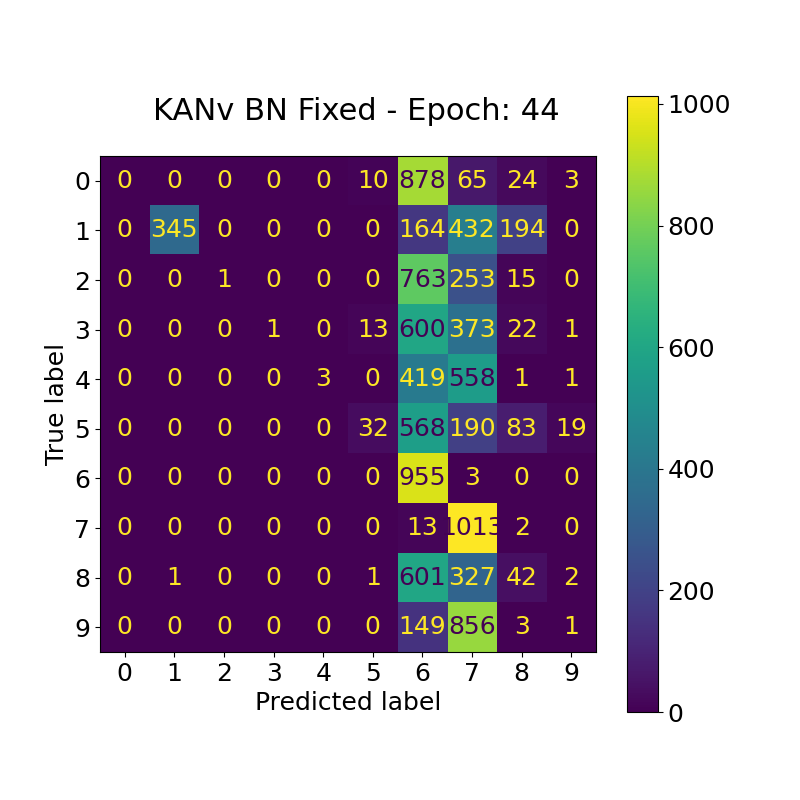 KANv BN Fixed - Epoch: 44
0 0 0 0 0 0 10 878 65 24 3
1 0 345 0 0 0 0 164 432 194 0
2 0 0 1 0 0 0 763 253 15 0
3 0 0 0 1 0 13 600 373 22 1
4 0 0 0 0 3 0 419 558 1 1
5 0 0 0 0 0 32 568 190 83 19
6 0 0 0 0 0 0 955 3 0 0
7 0 0 0 0 0 0 13 1013 2 0
8 0 1 0 0 0 1 601 327 42 2
9 0 0 0 0 0 0 149 856 3 1
0 1 2 3 4 5 6 7 8 9
Predicted label
True label
1000
800
600
400
200
0